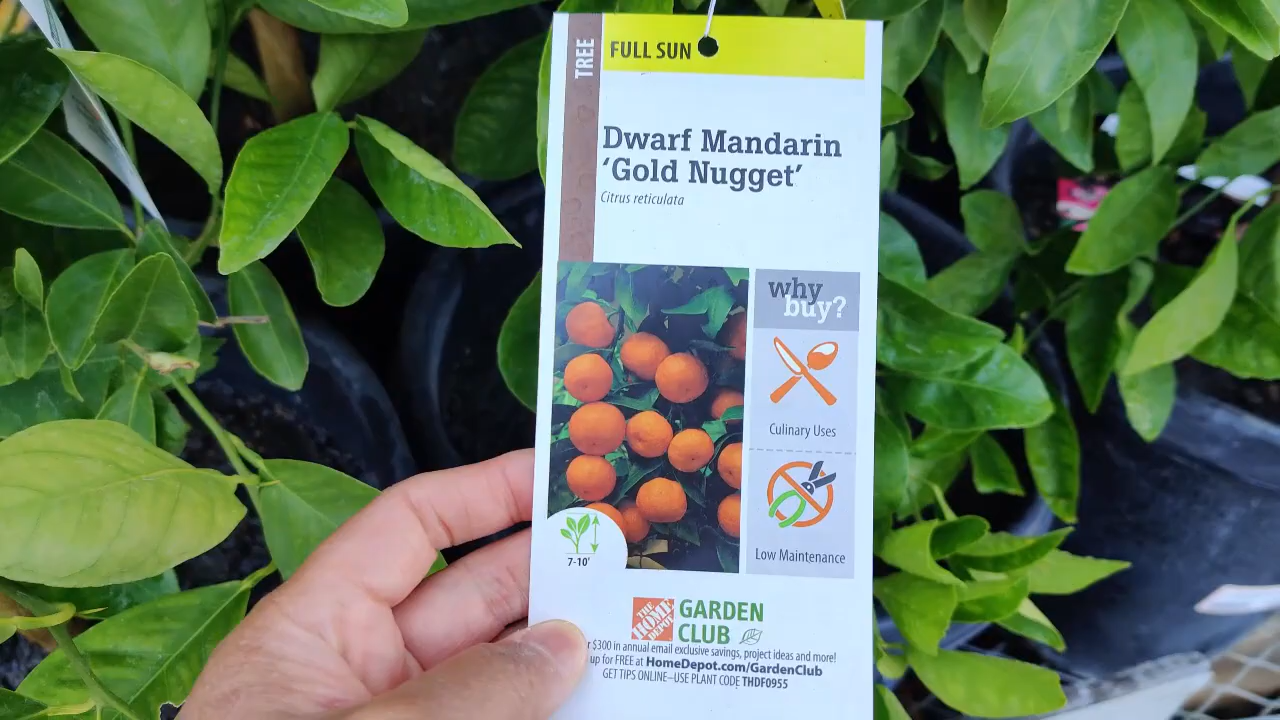 TREE
FULL SUN
Dwarf Mandarin
‘Gold Nugget’
Citrus reticulata
why
buy?
Culinary Uses
Low Maintenance
7-10'
THE
HOME
DEPOT
GARDEN
CLUB
$300 in annual email exclusive savings, project ideas and more!
up for FREE at HomeDepot.com/GardenClub
GET TIPS ONLINE–USE PLANT CODE THDF0955